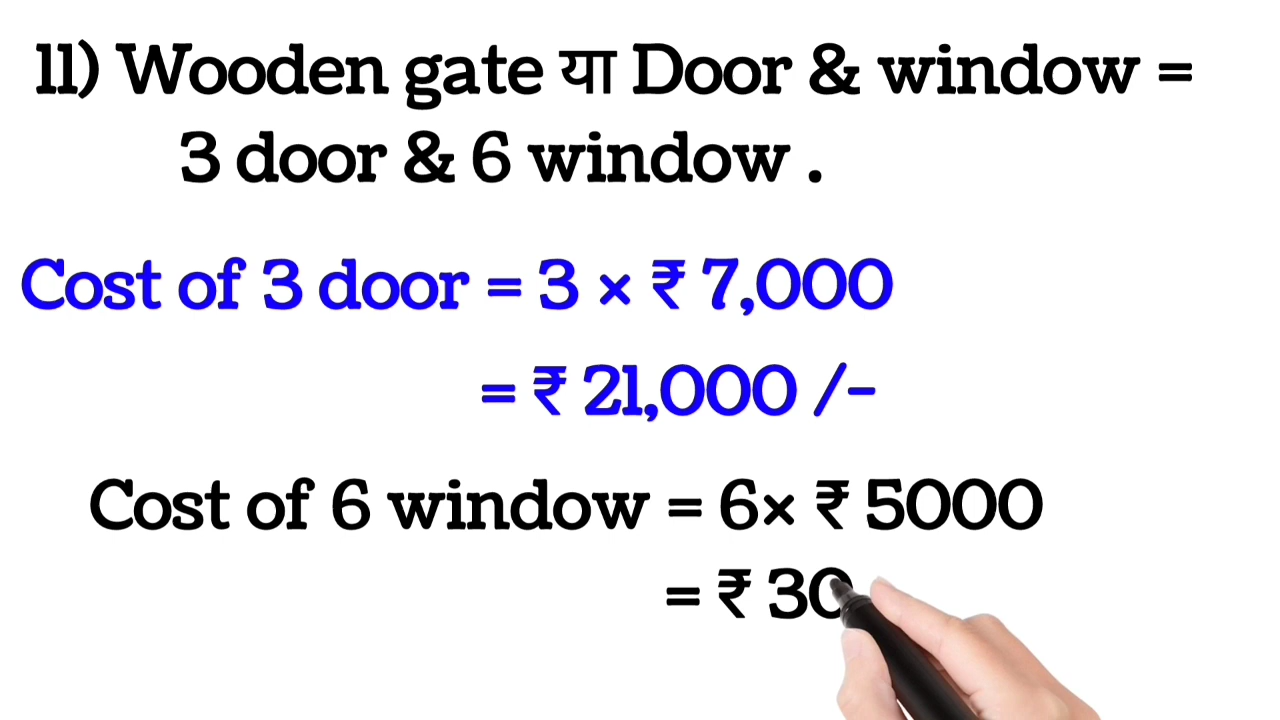 11) Wooden gate या Door & window =
3 door & 6 window .
Cost of 3 door = 3 × ₹ 7,000
= ₹ 21,000 /-
Cost of 6 window = 6× ₹ 5000
= ₹ 30